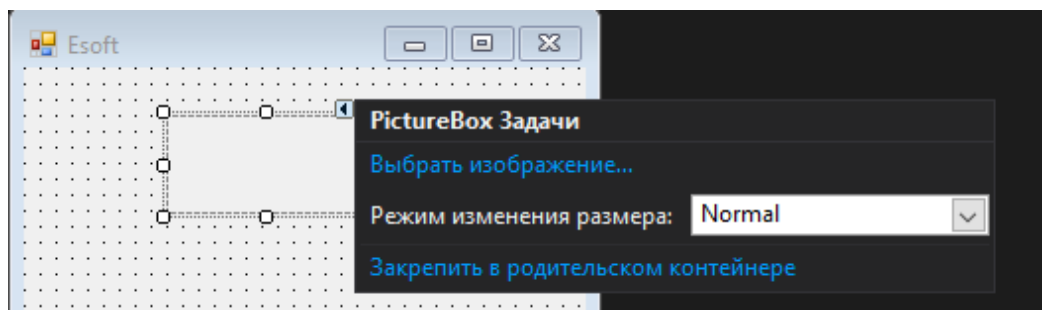 Esoft
PictureBox Задачи
Выбрать изображение...
Режим изменения размера: Normal
Закрепить в родительском контейнере